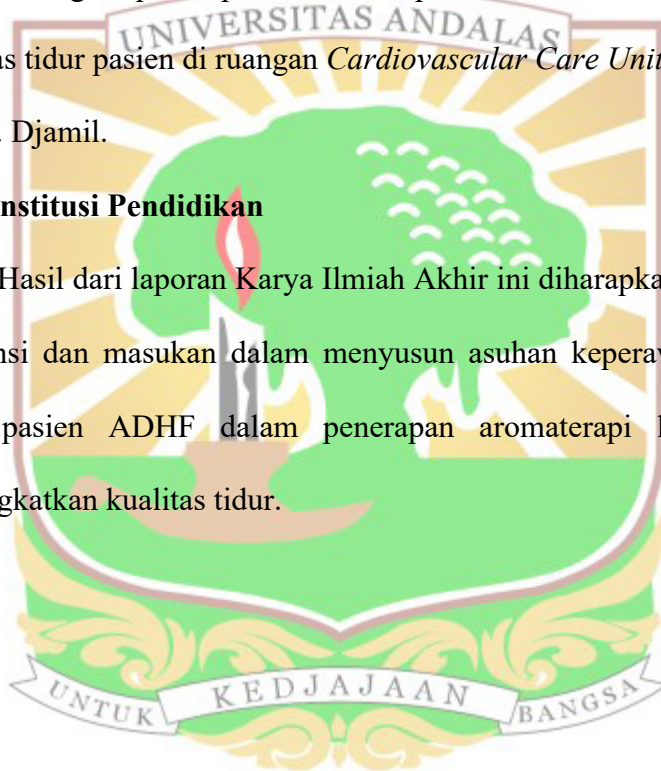 UNIVERSITAS ANDALAS
as tidur pasien di ruangan Cardiovascular Care Unit
. Djamil.
nstitusi Pendidikan
Hasil dari laporan Karya Ilmiah Akhir ini diharapka
nsi dan masukan dalam menyusun asuhan kepera
pasien ADHF dalam penerapan aromaterapi
gkatkan kualitas tidur.
UNTUK KEDJAJAAN BANGSA